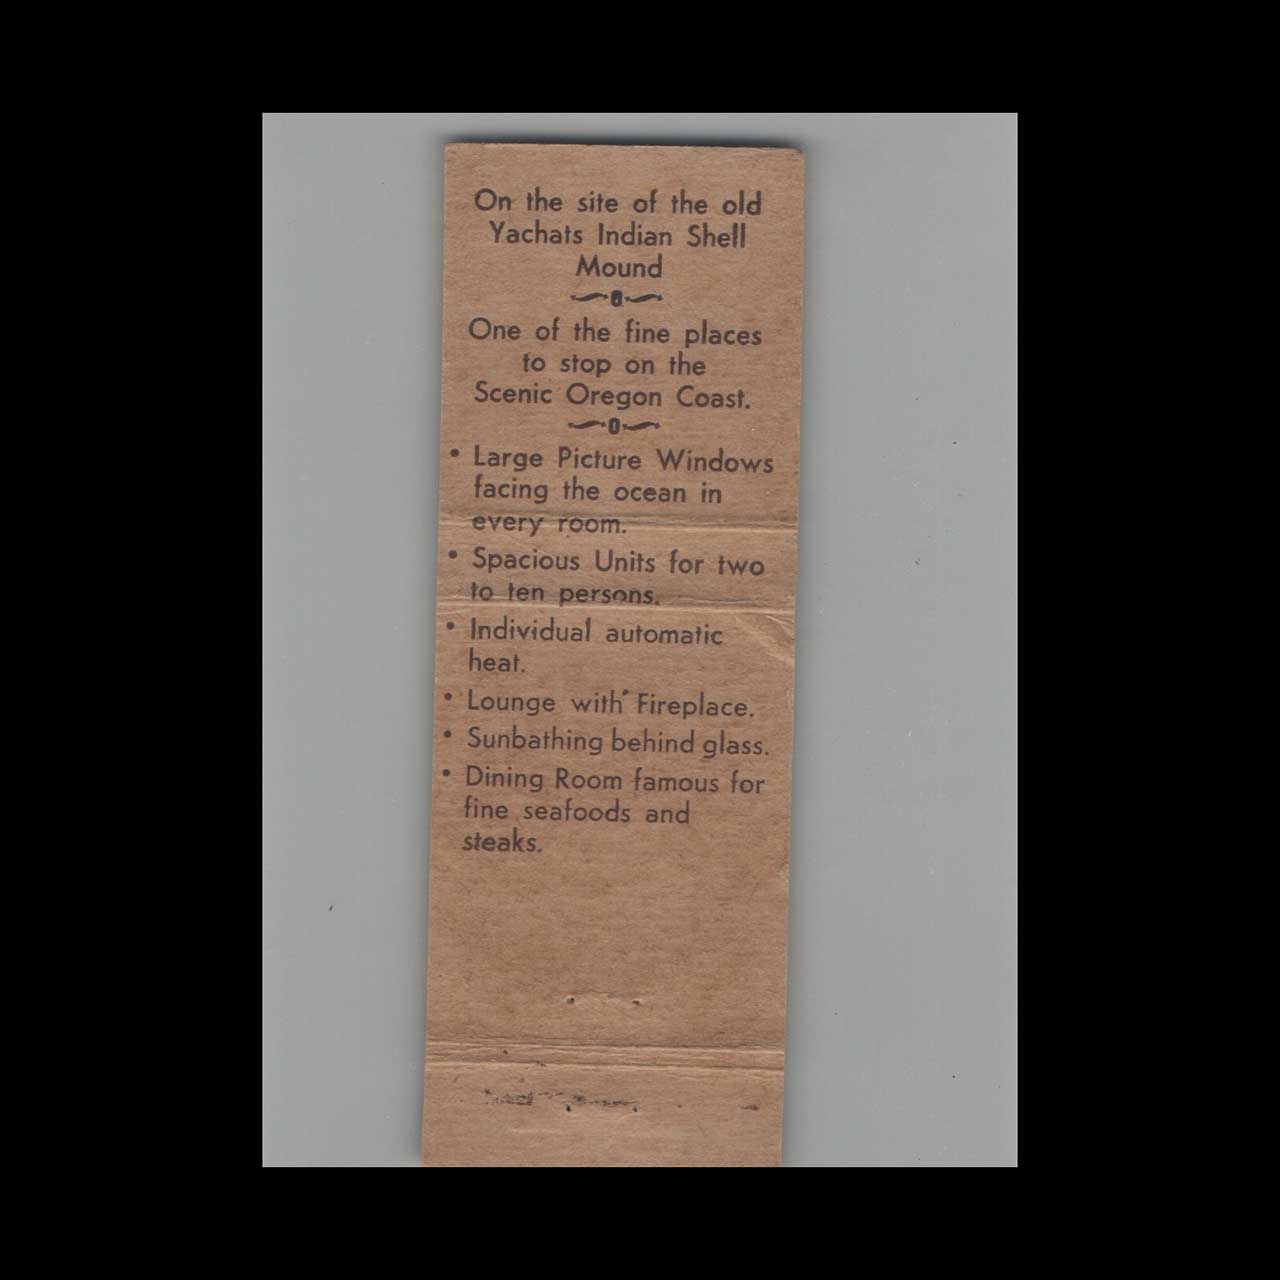 On the site of the old
Yachats Indian Shell
Mound
One of the fine places
to stop on the
Scenic Oregon Coast.
• Large Picture Windows
facing the ocean in
every room.
• Spacious Units for two
to ten persons.
• Individual automatic
heat.
• Lounge with Fireplace.
• Sunbathing behind glass.
• Dining Room famous for
fine seafoods and
steaks.